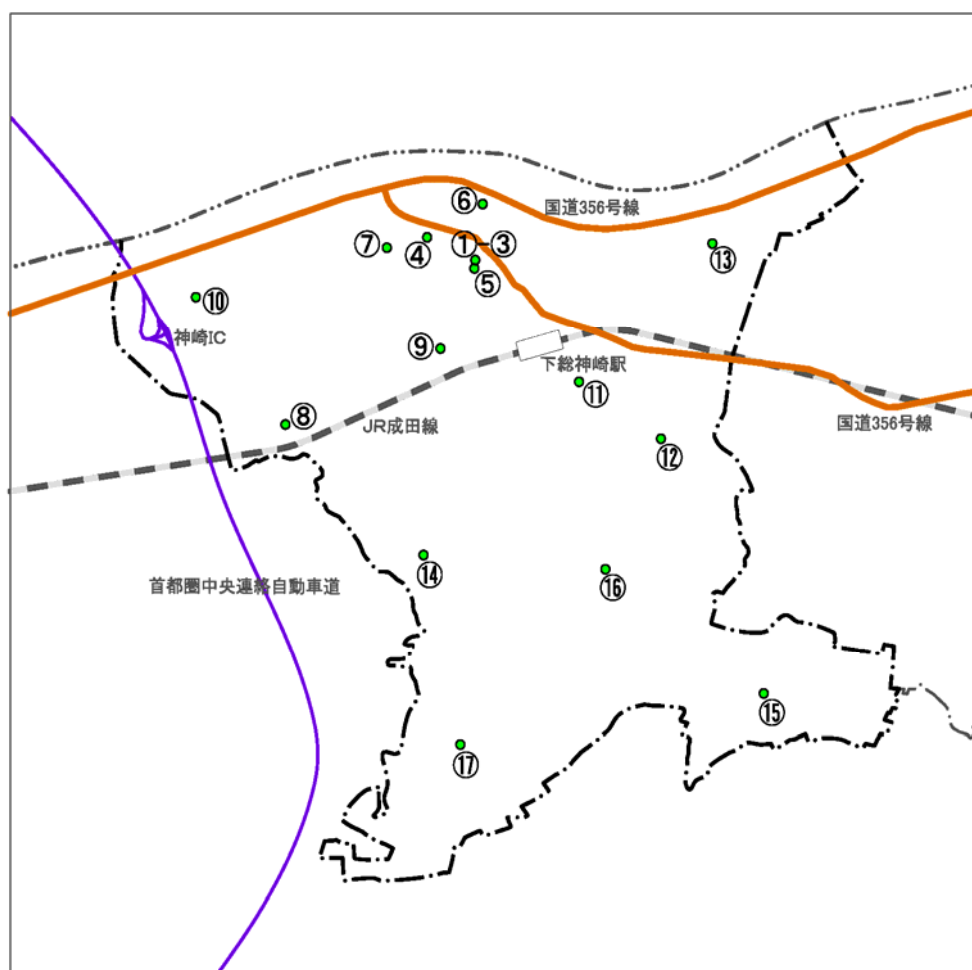 ⑥
国道356号線
⑦
④
①-③
⑬
⑤
⑩
神崎IC
⑨
下総神崎駅
⑪
⑧
JR成田線
国道356号線
⑫
首都圏中央連絡自動車道
⑭
⑯
⑮
⑰